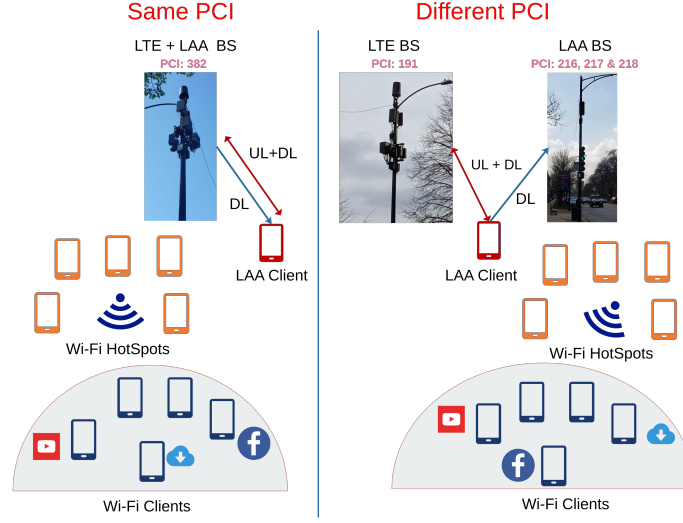 Same PCI
LTE + LAA BS
PCI: 382
UL+DL
DL
LAA Client
Wi-Fi HotSpots
Wi-Fi Clients
Different PCI
LTE BS
PCI: 191
LAA BS
PCI: 216, 217 & 218
UL + DL
DL
LAA Client
Wi-Fi HotSpots
Wi-Fi Clients